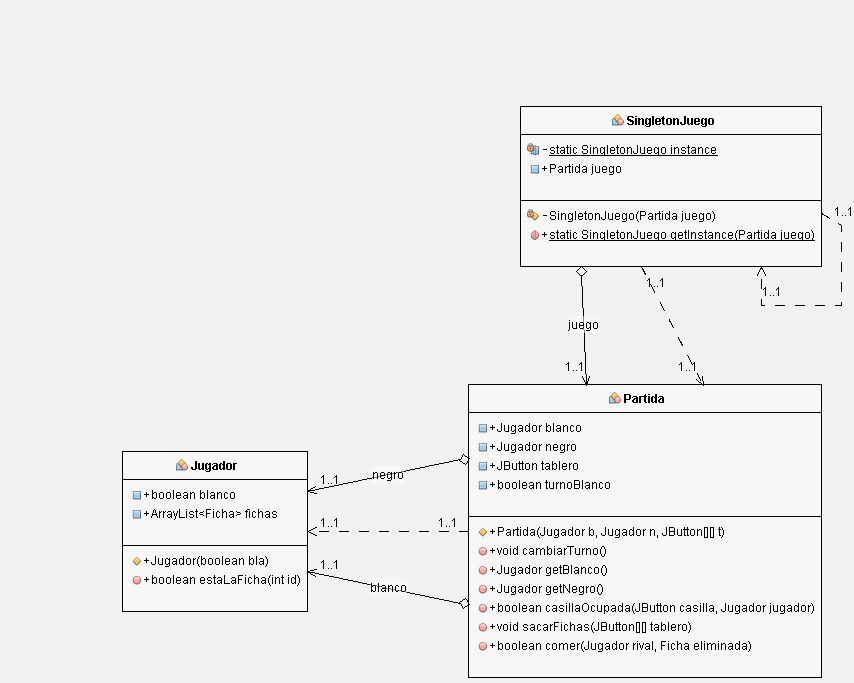 SingletonJuego
-static SingletonJuego instance
+Partida juego
-SingletonJuego(Partida juego)
+static SingletonJuego getInstance(Partida juego)
1..1
1..1
1..1
juego
1..1
1..1
Partida
+Jugador blanco
+Jugador negro
+JButton tablero
+boolean turnoBlanco
+Partida(Jugador b, Jugador n, JButton[][] t)
+void cambiarTurno()
+Jugador getBlanco()
+Jugador getNegro()
+boolean casillaOcupada(JButton casilla, Jugador jugador)
+void sacarFichas(JButton[][] tablero)
+boolean comer(Jugador rival, Ficha eliminada)
Jugador
+boolean blanco
+ArrayList<Ficha> fichas
+Jugador(boolean bla)
+boolean estaLaFicha(int id)
1..1
negro
1..1
1..1
1..1
blanco